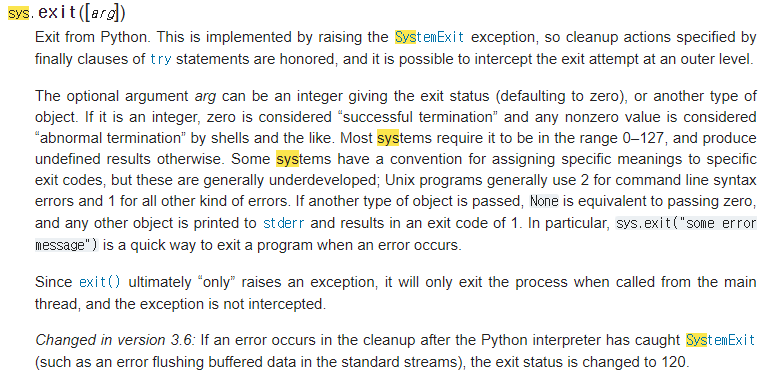 sys.exit([arg])
Exit from Python. This is implemented by raising the SystemExit exception, so cleanup actions specified by
finally clauses of try statements are honored, and it is possible to intercept the exit attempt at an outer level.
The optional argument arg can be an integer giving the exit status (defaulting to zero), or another type of
object. If it is an integer, zero is considered “successful termination” and any nonzero value is considered
“abnormal termination” by shells and the like. Most systems require it to be in the range 0–127, and produce
undefined results otherwise. Some systems have a convention for assigning specific meanings to specific
exit codes, but these are generally underdeveloped; Unix programs generally use 2 for command line syntax
errors and 1 for all other kind of errors. If another type of object is passed, None is equivalent to passing zero,
and any other object is printed to stderr and results in an exit code of 1. In particular, sys.exit("some error
message") is a quick way to exit a program when an error occurs.
Since exit() ultimately “only” raises an exception, it will only exit the process when called from the main
thread, and the exception is not intercepted.
Changed in version 3.6: If an error occurs in the cleanup after the Python interpreter has caught SystemExit
(such as an error flushing buffered data in the standard streams), the exit status is changed to 120.